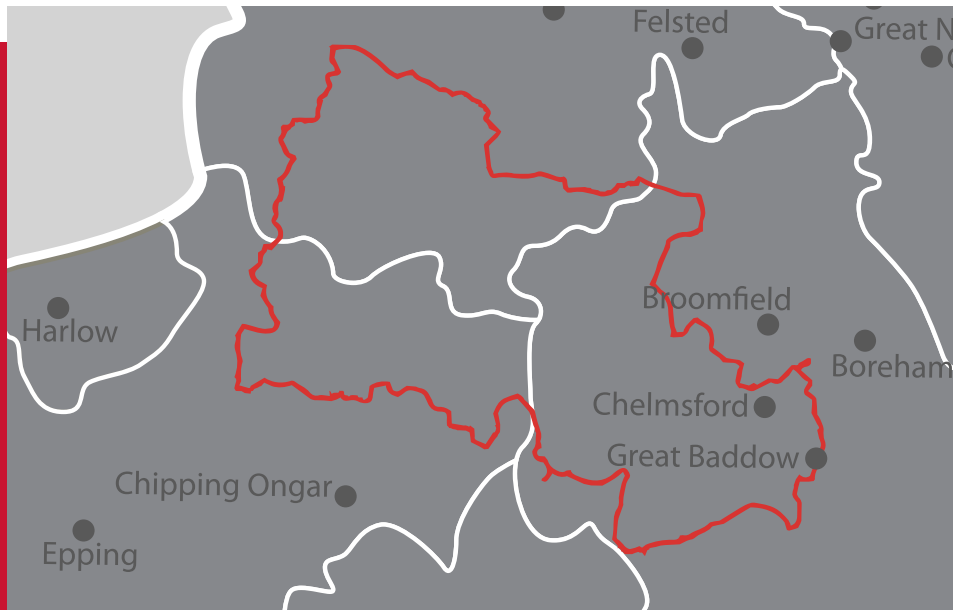 Felsted
Great N
Harlow
Broomfield
Boreham
Chelmsford
Great Baddow
Chipping Ongar
Epping